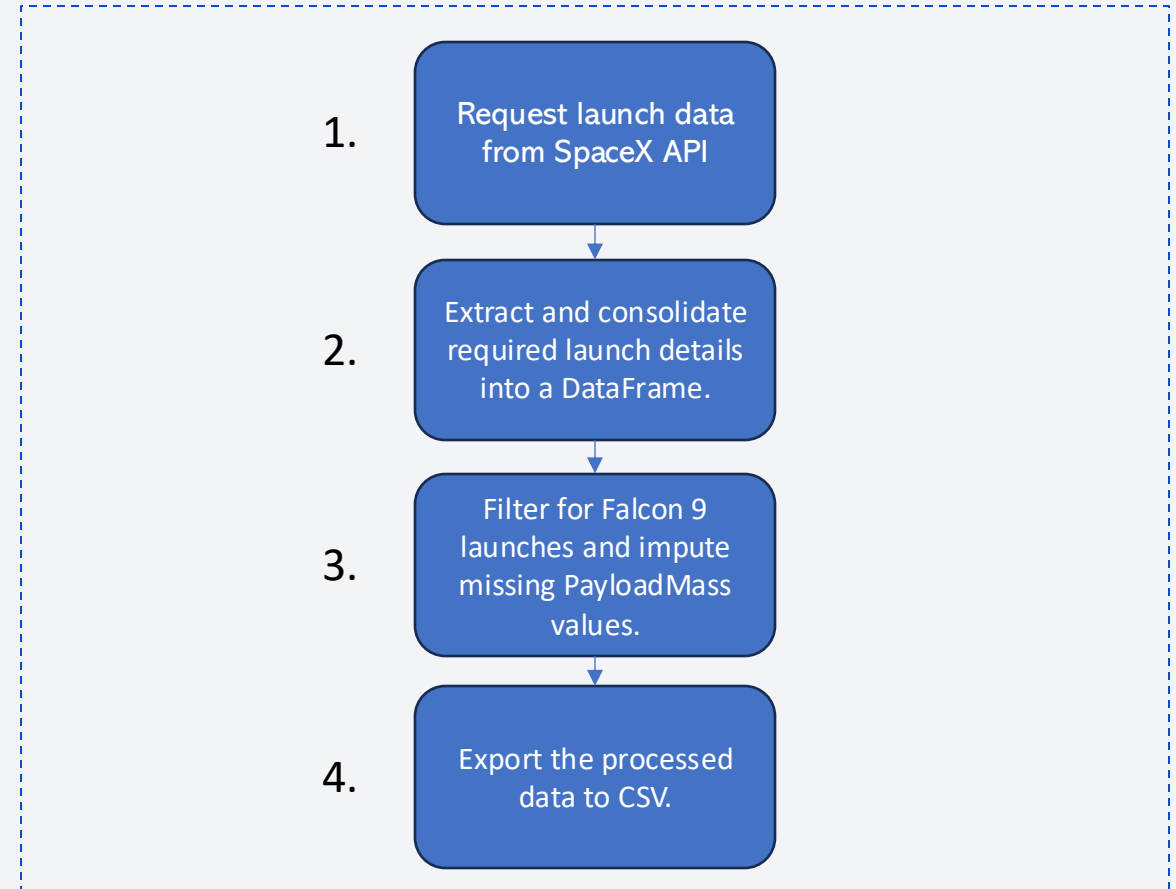 1.
Request launch data
from SpaceX API
2.
Extract and consolidate
required launch details
into a DataFrame.
3.
Filter for Falcon 9
launches and impute
missing PayloadMass
values.
4.
Export the processed
data to CSV.